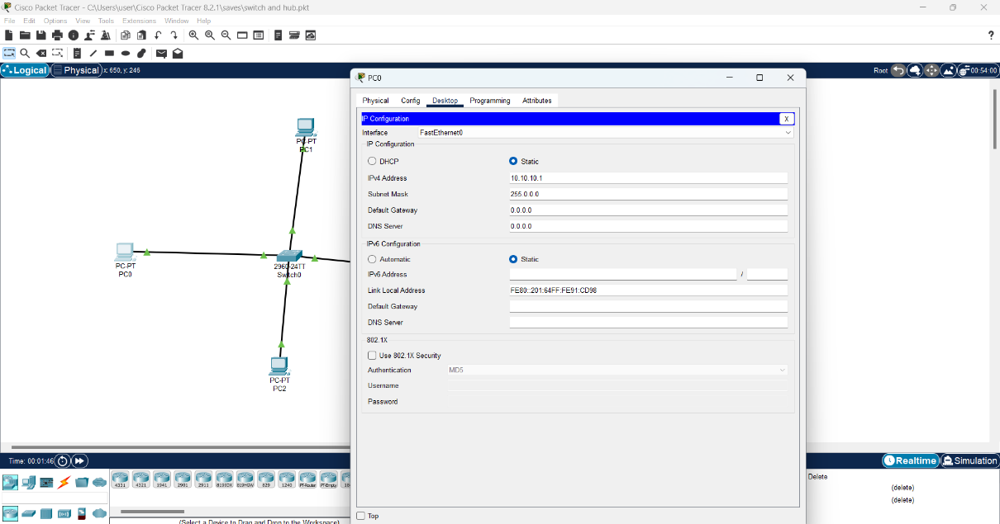 Cisco Packet Tracer - C:\Users\user\Cisco Packet Tracer 8.2.1\saves\switch and hub.pkt
File Edit Options View Tools Extensions Window Help
?
Logical Physical x: 650, y: 246
Root 00:54:00
PC0
Physical Config Desktop Programming Attributes
IP Configuration X
Interface FastEthernet0
IP Configuration
DHCP Static
IPv4 Address 10.10.10.1
Subnet Mask 255.0.0.0
Default Gateway 0.0.0.0
DNS Server 0.0.0.0
IPv6 Configuration
Automatic Static
IPv6 Address /
Link Local Address FE80::201:64FF:FE91:CD98
Default Gateway
DNS Server
802.1X
Use 802.1X Security
Authentication MD5
Username
Password
Top
PC-PT
PC1
PC-PT
PC0
2960-24TT
Switch0
PC-PT
PC2
Time: 00:01:46
Realtime Simulation
4331 4321 1941 2901 2911 819IOX 819HGW 829 1240 PT-Router PT-Empty
(Select a Device to Drag and Drop to the Workspace)
Delete
(delete)
(delete)